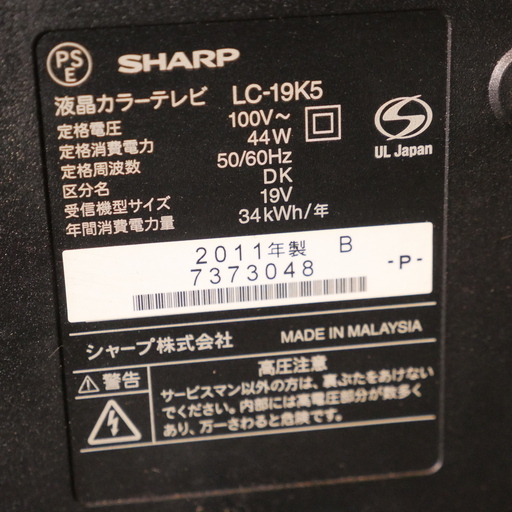 PS
E
SHARP
液晶カラーテレビ LC-19K5
定格電圧 100V～
定格消費電力 44W
定格周波数 50/60Hz
区分名 DK
受信機型サイズ 19V
年間消費電力量 34kWh/年
UL Japan
2011年製 B
7373048 -P-
シャープ株式会社 MADE IN MALAYSIA
⚠警告
高圧注意
サービスマン以外の方は、裏ぶたをあけない
でください。内部には高電圧部分が数多く
あり、万一さわると危険です。